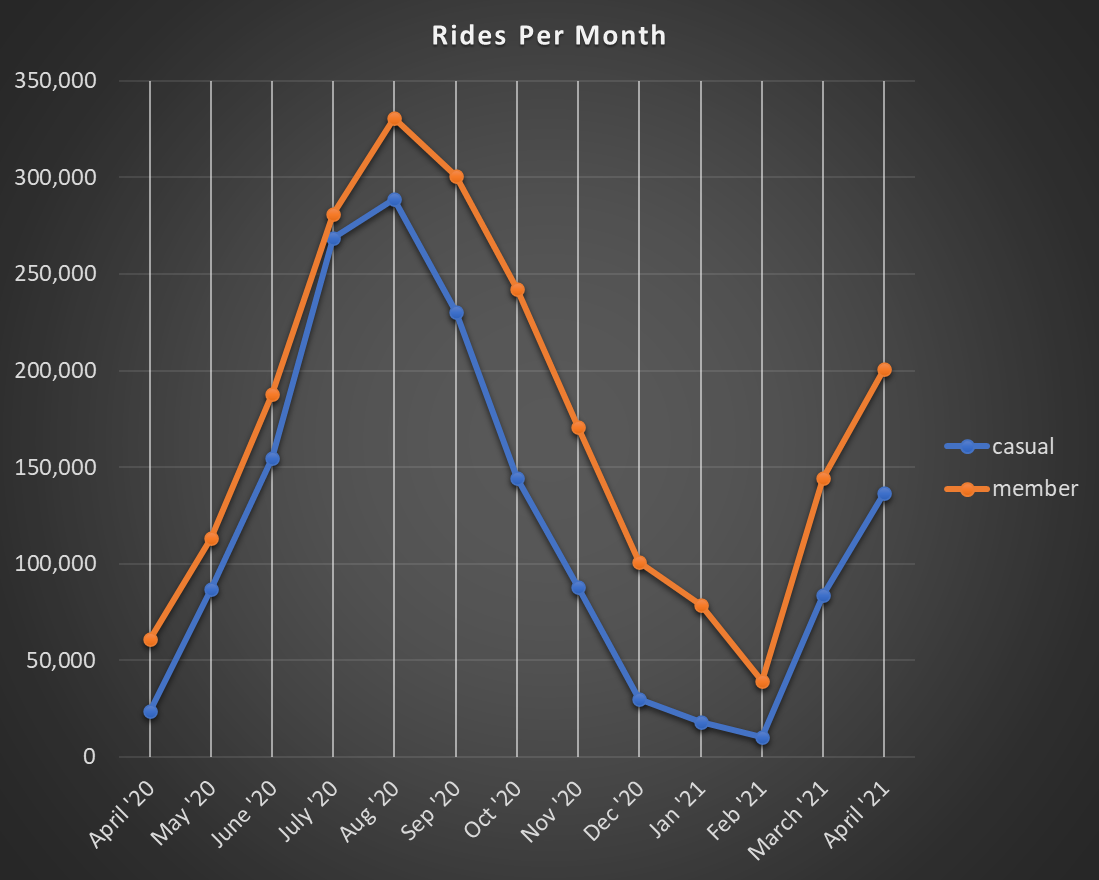 Rides Per Month
350,000
300,000
250,000
200,000
150,000
100,000
50,000
0
April '20
May '20
June '20
July '20
Aug '20
Sep '20
Oct '20
Nov '20
Dec '20
Jan '21
Feb '21
March '21
April '21
casual
member